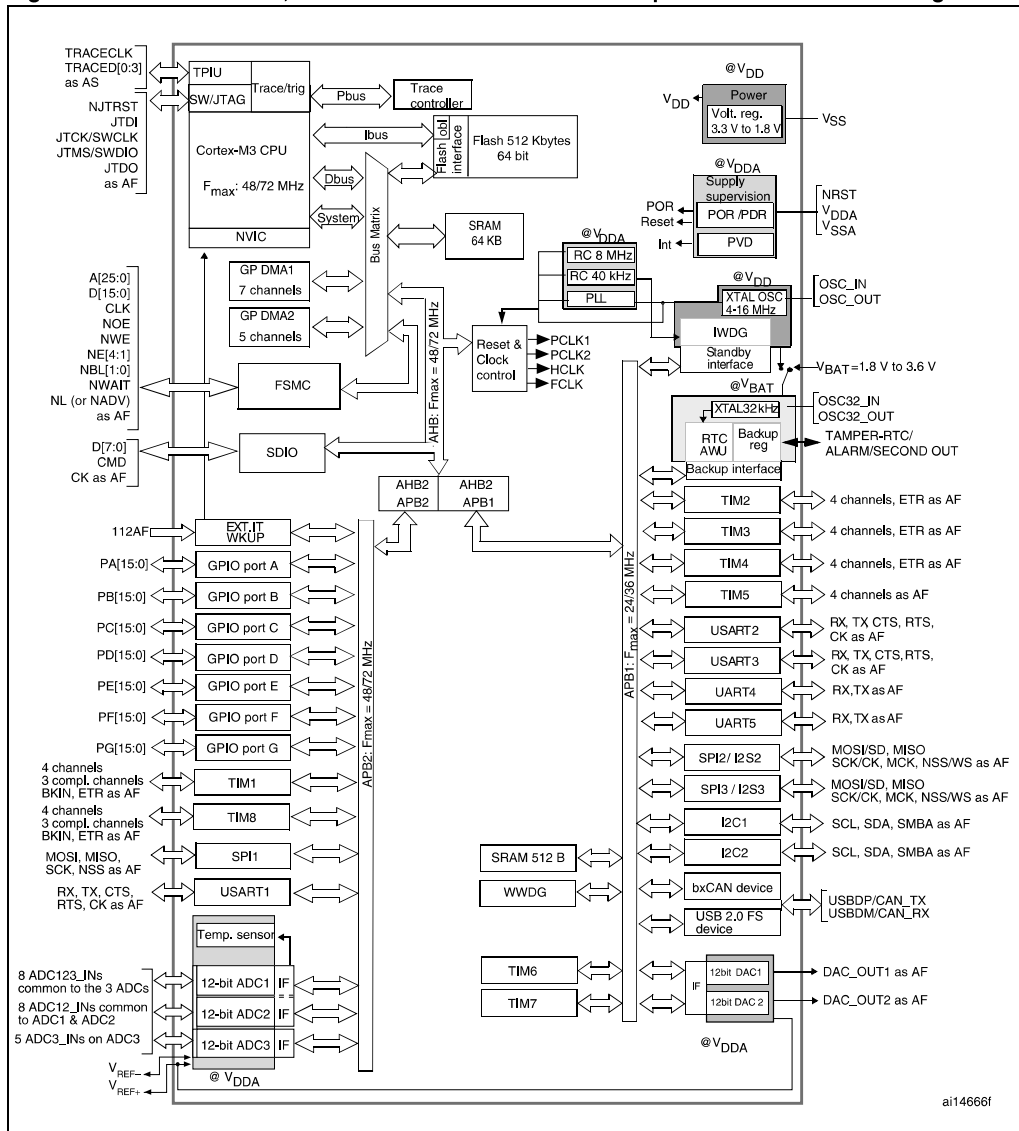 TRACECLK
TRACED[0:3]
as AS
NJTRST
JTDI
JTCK/SWCLK
JTMS/SWDIO
JTDO
as AF
TPIU
SW/JTAG
Trace/trig
Cortex-M3 CPU
Fmax: 48/72 MHz
NVIC
Pbus
Trace
controller
Ibus
Dbus
System
Flash obl
interface
Flash 512 Kbytes
64 bit
Bus Matrix
SRAM
64 KB
GP DMA1
7 channels
GP DMA2
5 channels
@VDD
Power
VDD
Volt. reg.
3.3 V to 1.8 V
VSS
@VDDA
Supply
supervision
POR
Reset
POR /PDR
Int
PVD
NRST
VDDA
VSSA
@VDDA
RC 8 MHz
RC 40 kHz
PLL
@VDD
XTAL OSC
4-16 MHz
OSC_IN
OSC_OUT
IWDG
Standby
interface
VBAT=1.8 V to 3.6 V
Reset &
Clock
control
PCLK1
PCLK2
HCLK
FCLK
A[25:0]
D[15:0]
CLK
NOE
NWE
NE[4:1]
NBL[1:0]
NWAIT
NL (or NADV)
as AF
FSMC
D[7:0]
CMD
CK as AF
SDIO
AHB: Fmax = 48/72 MHz
@VBAT
XTAL32kHz
OSC32_IN
OSC32_OUT
RTC
AWU
Backup
reg
Backup interface
TAMPER-RTC/
ALARM/SECOND OUT
AHB2
APB2
AHB2
APB1
112AF
EXT.IT
WKUP
PA[15:0]
GPIO port A
PB[15:0]
GPIO port B
PC[15:0]
GPIO port C
PD[15:0]
GPIO port D
PE[15:0]
GPIO port E
PF[15:0]
GPIO port F
PG[15:0]
GPIO port G
4 channels
3 compl. channels
BKIN, ETR as AF
TIM1
4 channels
3 compl. channels
BKIN, ETR as AF
TIM8
MOSI, MISO,
SCK, NSS as AF
SPI1
RX, TX, CTS,
RTS, CK as AF
USART1
Temp. sensor
8 ADC123_INs
common to the 3 ADCs
12-bit ADC1 IF
8 ADC12_INs common
to ADC1 & ADC2
12-bit ADC2 IF
5 ADC3_INs on ADC3
12-bit ADC3 IF
VREF–
VREF+
@ VDDA
APB2: Fmax = 48/72 MHz
APB1: Fmax = 24/36 MHz
TIM2
4 channels, ETR as AF
TIM3
4 channels, ETR as AF
TIM4
4 channels, ETR as AF
TIM5
4 channels as AF
USART2
RX, TX, CTS, RTS,
CK as AF
USART3
RX, TX, CTS, RTS,
CK as AF
UART4
RX,TX as AF
UART5
RX,TX as AF
SPI2/ I2S2
MOSI/SD, MISO
SCK/CK, MCK, NSS/WS as AF
SPI3 / I2S3
MOSI/SD, MISO
SCK/CK, MCK, NSS/WS as AF
I2C1
SCL, SDA, SMBA as AF
I2C2
SCL, SDA, SMBA as AF
SRAM 512 B
WWDG
bxCAN device
USB 2.0 FS
device
USBDP/CAN_TX
USBDM/CAN_RX
TIM6
TIM7
IF
12bit DAC1
DAC_OUT1 as AF
12bit DAC 2
DAC_OUT2 as AF
@VDDA
ai14666f